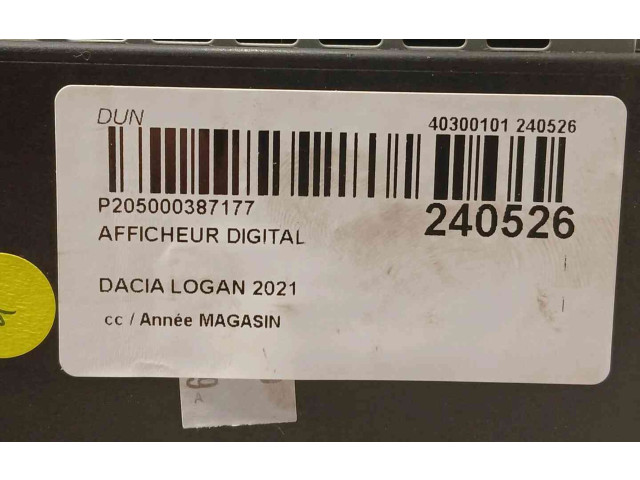 DUN
40300101 240526
P205000387177
240526
AFFICHEUR DIGITAL
DACIA LOGAN 2021
cc / Année MAGASIN
A